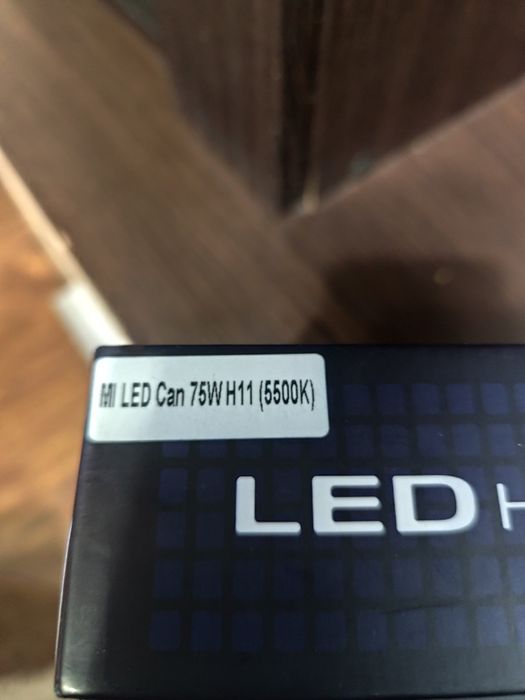 MI LED Can 75W H11 (5500K)
LED